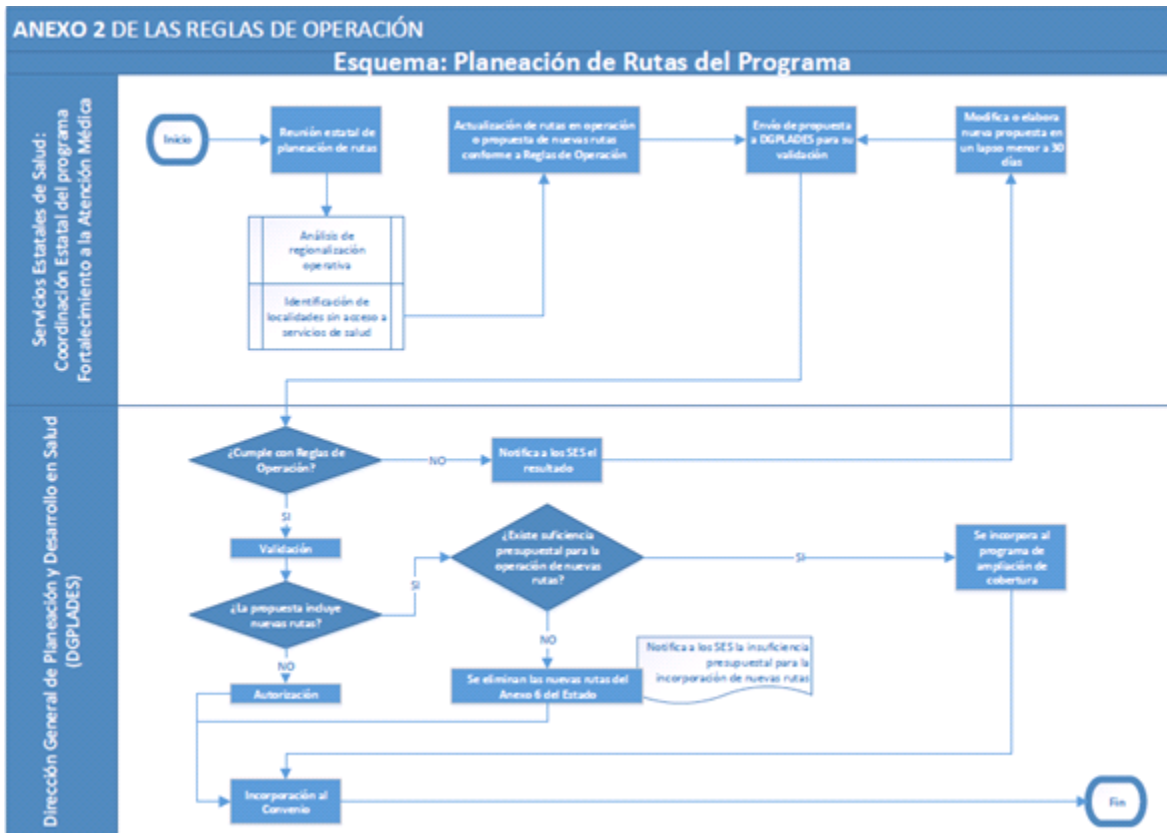 ANEXO 2 DE LAS REGLAS DE OPERACIÓN
Esquema: Planeación de Rutas del Programa
Servicios Estatales de Salud:
Coordinación Estatal del programa
Fortalecimiento a la Atención Médica
Inicio
Reunión estatal de
planeación de rutas
Actualización de rutas en operación
o propuesta de nuevas rutas
conforme a Reglas de Operación
Envío de propuesta
a DGPLADES para su
validación
Modifica o elabora
nueva propuesta en
un lapso menor a 30
días
Análisis de
regionalización
operativa
Identificación de
localidades sin acceso a
servicios de salud
Dirección General de Planeación y Desarrollo en Salud
(DGPLADES)
¿Cumple con Reglas de
Operación?
NO
Notifica a los SES el
resultado
SI
Validación
¿La propuesta incluye
nuevas rutas?
SI
¿Existe suficiencia
presupuestal para la
operación de nuevas
rutas?
SI
Se incorpora al
programa de
ampliación de
cobertura
NO
NO
Autorización
Se eliminan las nuevas rutas del
Anexo 6 del Estado
Notifica a los SES la insuficiencia
presupuestal para la
incorporación de nuevas rutas
Incorporación al
Convenio
Fin